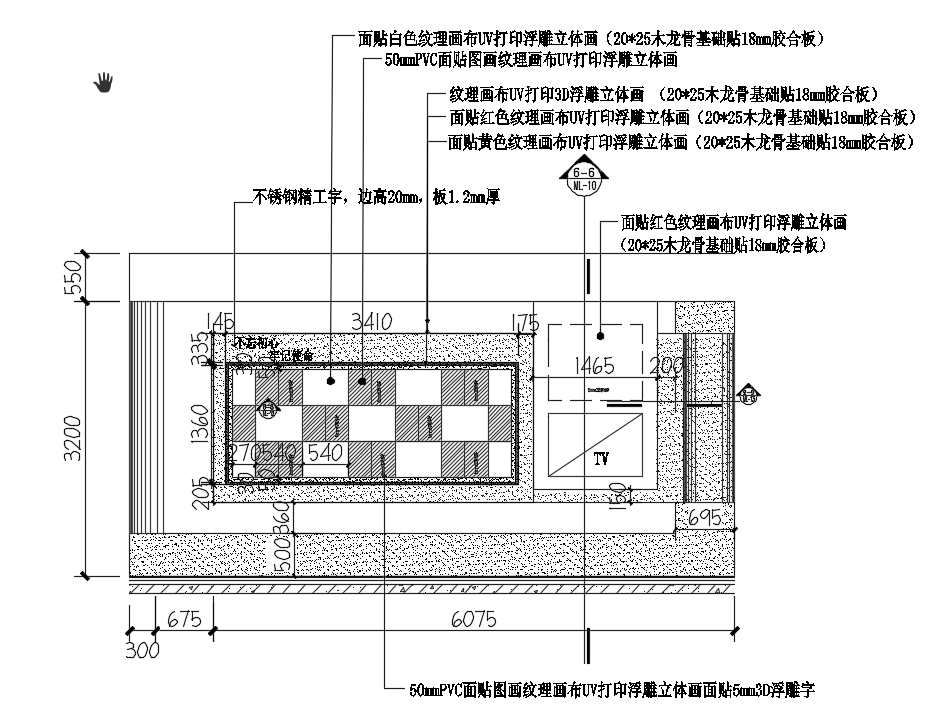 面贴白色纹理画布UV打印浮雕立体画（20*25木龙骨基础贴18mm胶合板）
50mmPVC面贴图画纹理画布UV打印浮雕立体画
纹理画布UV打印3D浮雕立体画 （20*25木龙骨基础贴18mm胶合板）
面贴红色纹理画布UV打印浮雕立体画（20*25木龙骨基础贴18mm胶合板）
面贴黄色纹理画布UV打印浮雕立体画（20*25木龙骨基础贴18mm胶合板）
6-6
ML-10
不锈钢精工字，边高20mm，板1.2mm厚
面贴红色纹理画布UV打印浮雕立体画
（20*25木龙骨基础贴18mm胶合板）
550
145
3410
175
335
不忘初心
牢记使命
1465
200
1360
3200
270
540
540
TV
205
150
360
695
500
675
6075
300
50mmPVC面贴图画纹理画布UV打印浮雕立体画面贴5mm3D浮雕字